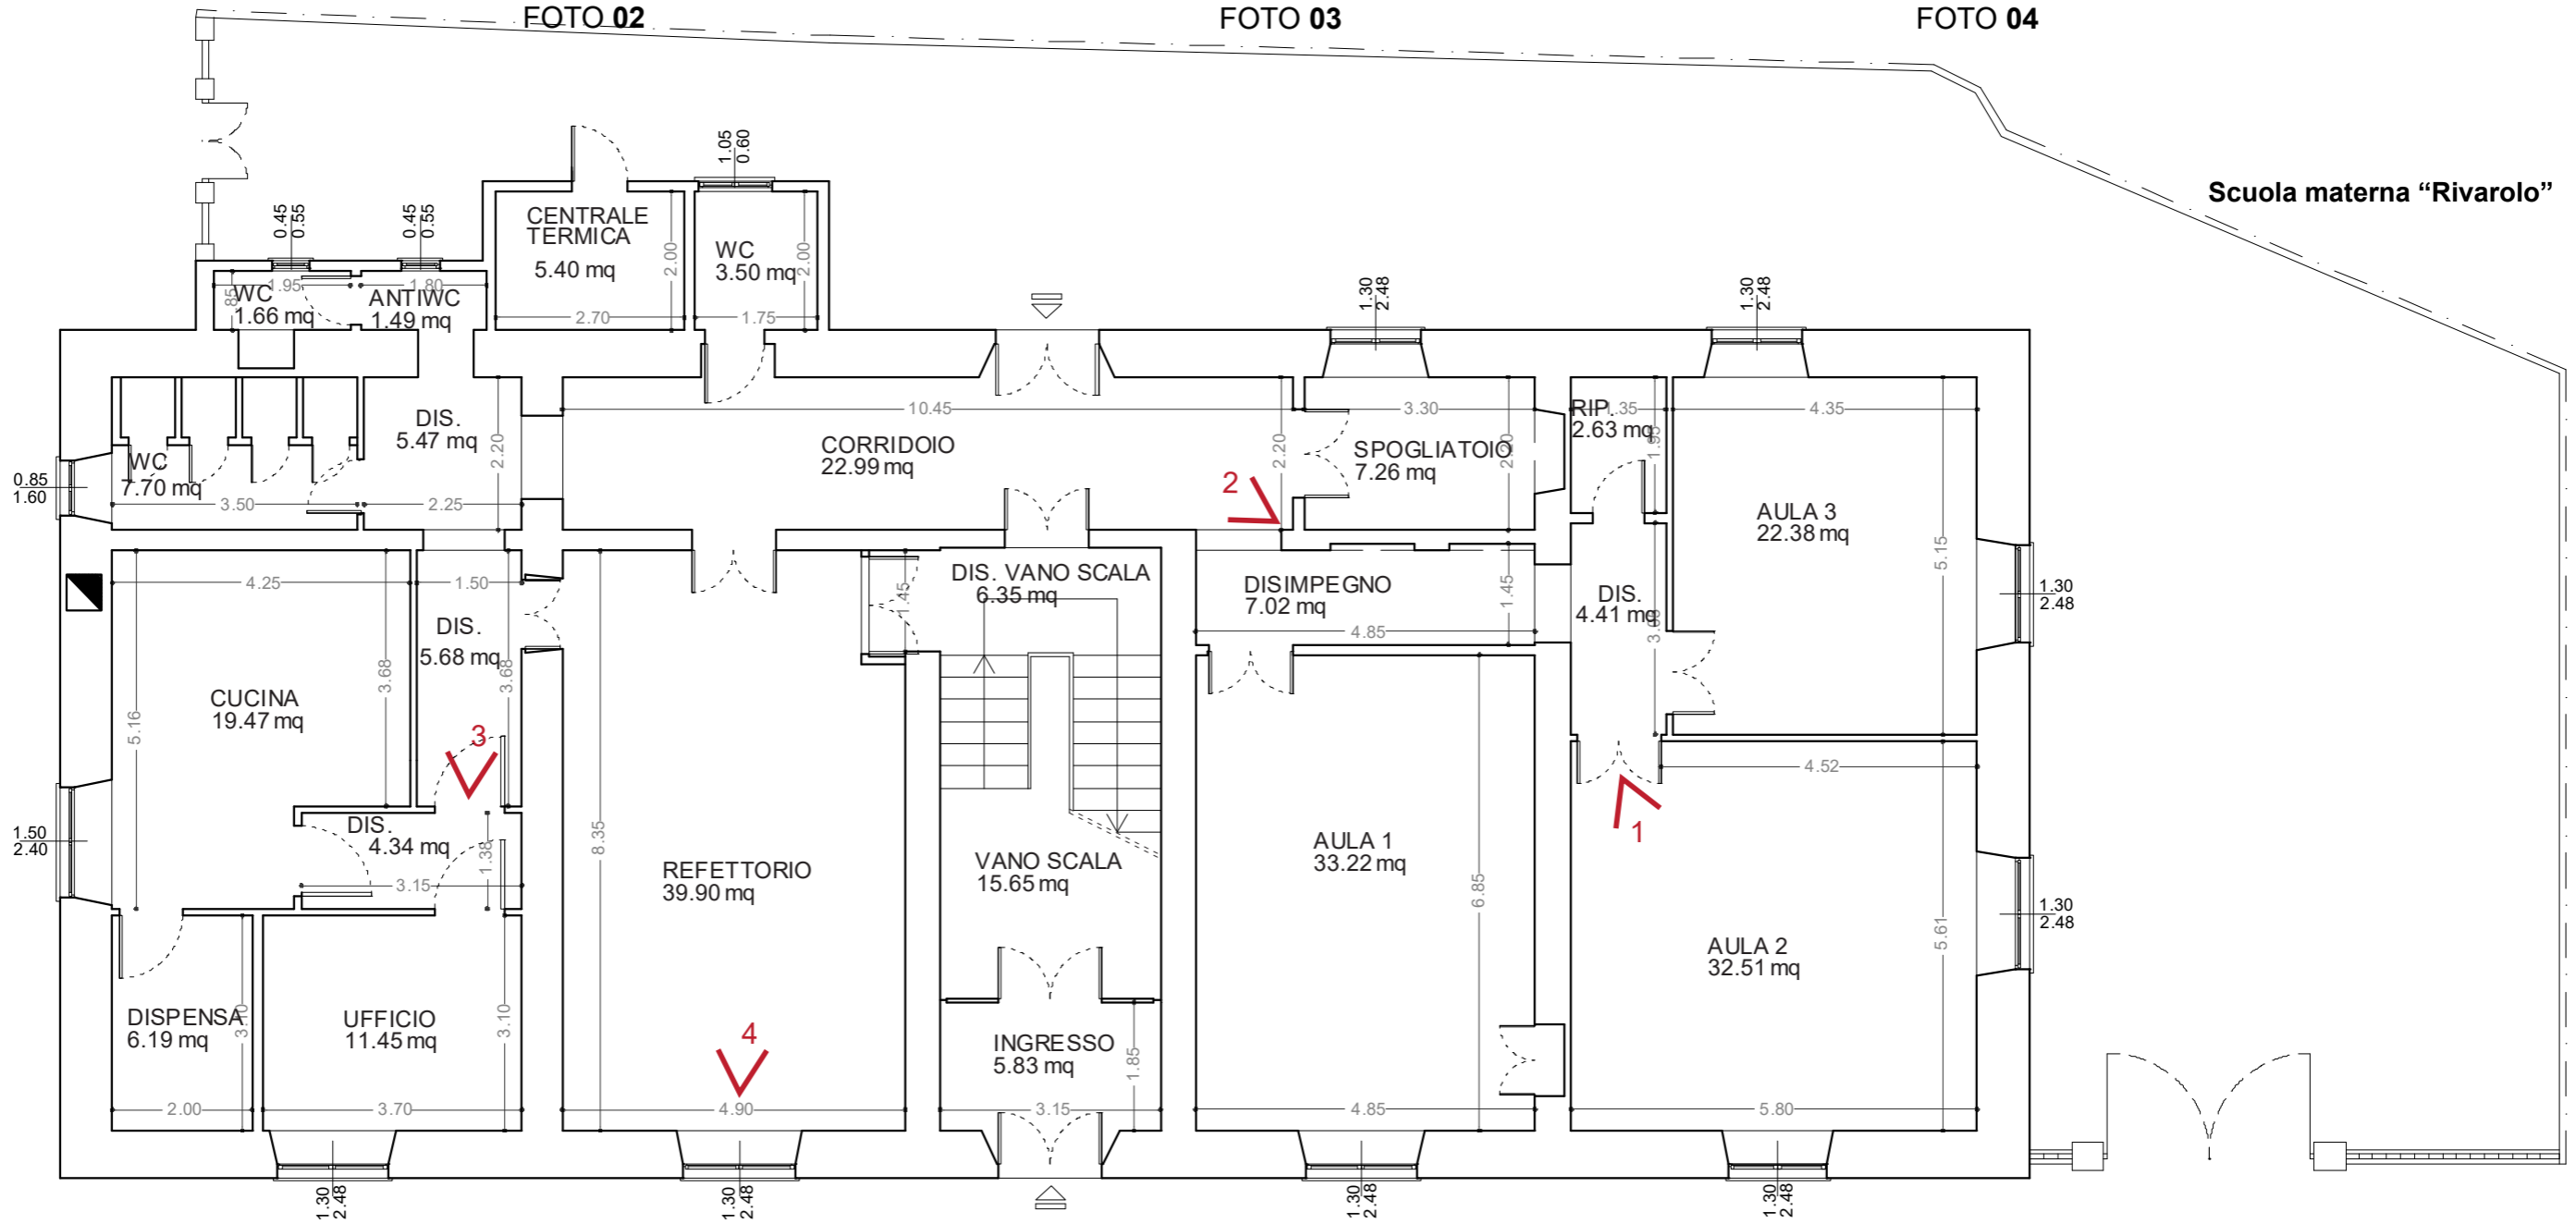 FOTO 02
FOTO 03
FOTO 04
Scuola materna “Rivarolo”
1.05
0.60
0.45
0.55
0.45
0.55
CENTRALE
TERMICA
5.40 mq
2.00
2.70
WC
3.50 mq
2.00
1.75
WC
1.66 mq
1.95
.85
ANTIWC
1.49 mq
1.80
1.30
2.48
1.30
2.48
DIS.
5.47 mq
2.20
2.25
WC
7.70 mq
3.50
0.85
1.60
10.45
CORRIDOIO
22.99 mq
2.20
2
3.30
SPOGLIATOIO
7.26 mq
2.20
RIP.
1.35
2.63 mq
1.95
4.35
AULA 3
22.38 mq
5.15
1.30
2.48
4.25
CUCINA
19.47 mq
3.68
5.16
1.50
DIS.
5.68 mq
3.68
3
1.50
2.40
DIS.
4.34 mq
1.38
3.15
8.35
REFETTORIO
39.90 mq
4
4.90
1.45
DIS. VANO SCALA
6.35 mq
VANO SCALA
15.65 mq
DISIMPEGNO
7.02 mq
1.45
4.85
DIS.
4.41 mq
AULA 1
33.22 mq
6.85
4.85
4.52
1
AULA 2
32.51 mq
5.61
5.80
1.30
2.48
DISPENSA
6.19 mq
3.10
2.00
UFFICIO
11.45 mq
3.10
3.70
INGRESSO
5.83 mq
1.85
3.15
1.30
2.48
1.30
2.48
1.30
2.48
1.30
2.48